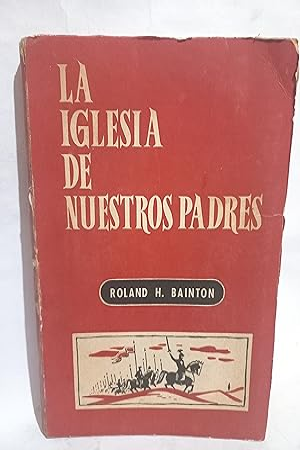 LA
IGLESIA
DE
NUESTROS PADRES
ROLAND H. BAINTON